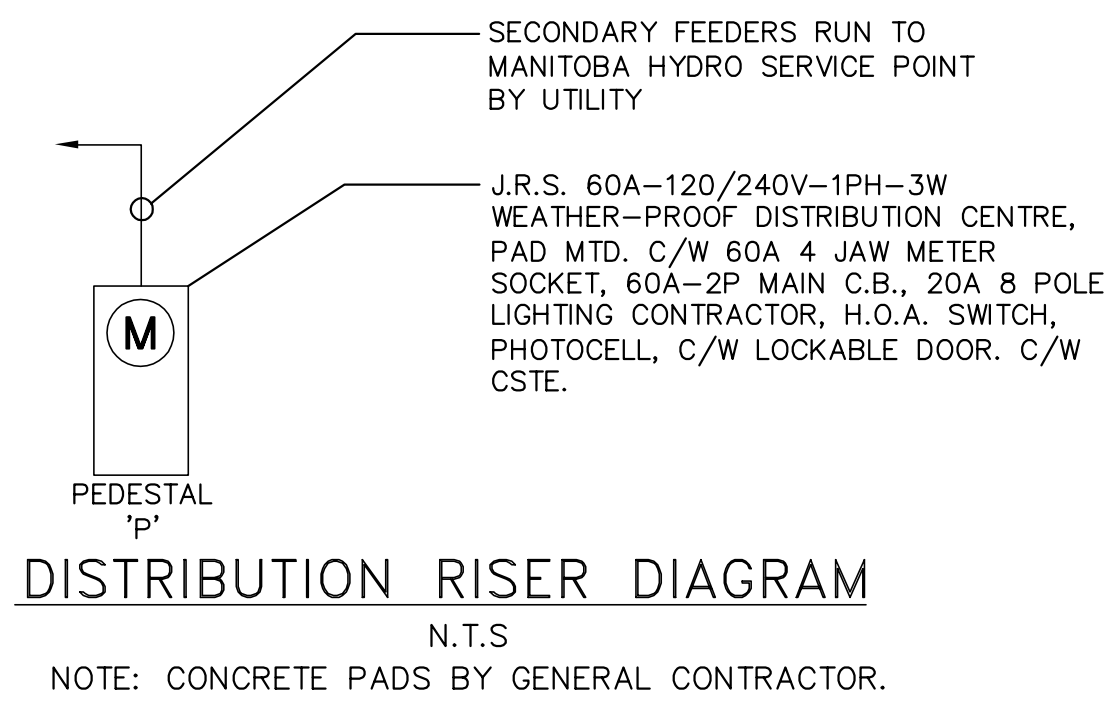 SECONDARY FEEDERS RUN TO
MANITOBA HYDRO SERVICE POINT
BY UTILITY
J.R.S. 60A-120/240V-1PH-3W
WEATHER-PROOF DISTRIBUTION CENTRE,
PAD MTD. C/W 60A 4 JAW METER
SOCKET, 60A-2P MAIN C.B., 20A 8 POLE
LIGHTING CONTRACTOR, H.O.A. SWITCH,
PHOTOCELL, C/W LOCKABLE DOOR. C/W
CSTE.
M
PEDESTAL
'P'
DISTRIBUTION RISER DIAGRAM
N.T.S
NOTE: CONCRETE PADS BY GENERAL CONTRACTOR.